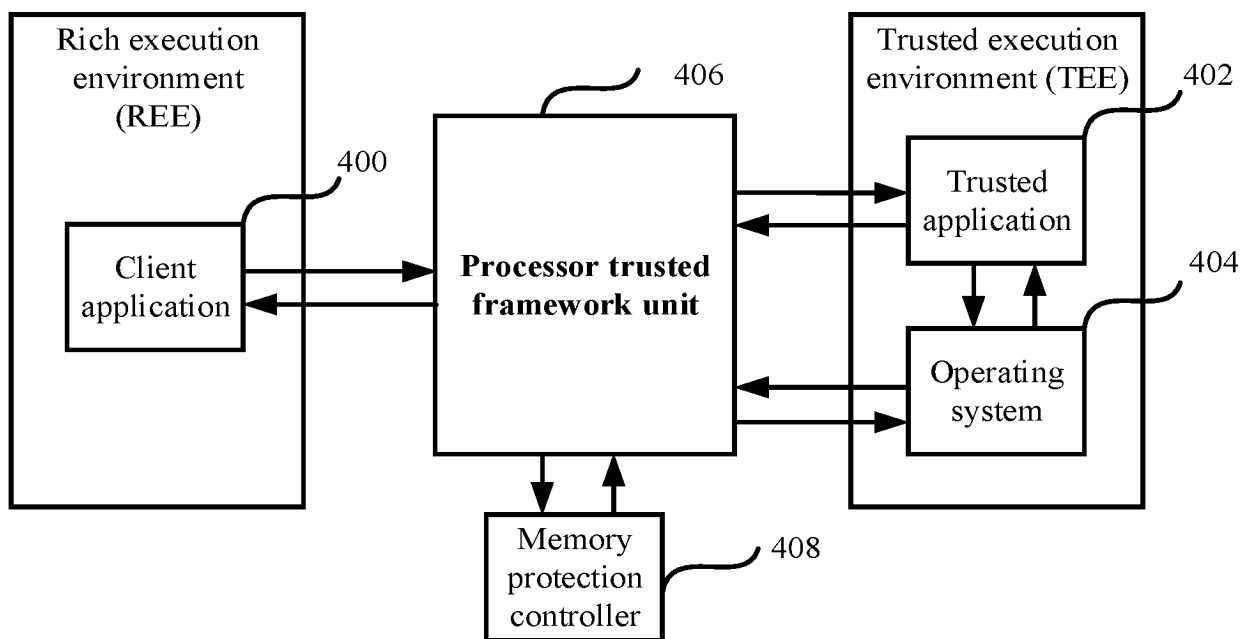 Rich execution
environment
(REE)
400
Client
application
406
Processor trusted
framework unit
Memory
protection
controller
408
Trusted execution
environment (TEE)
402
Trusted
application
404
Operating
system